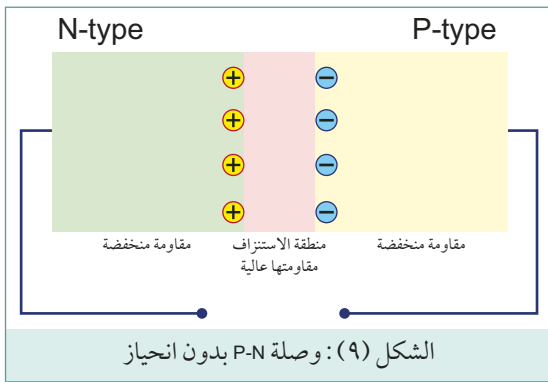 N-type P-type
+ −
+ −
+ −
+ −
مقاومة منخفضة منطقة الاستنزاف مقاومة منخفضة
مقاومتها عالية
الشكل (٩): وصلة P-N بدون انحياز